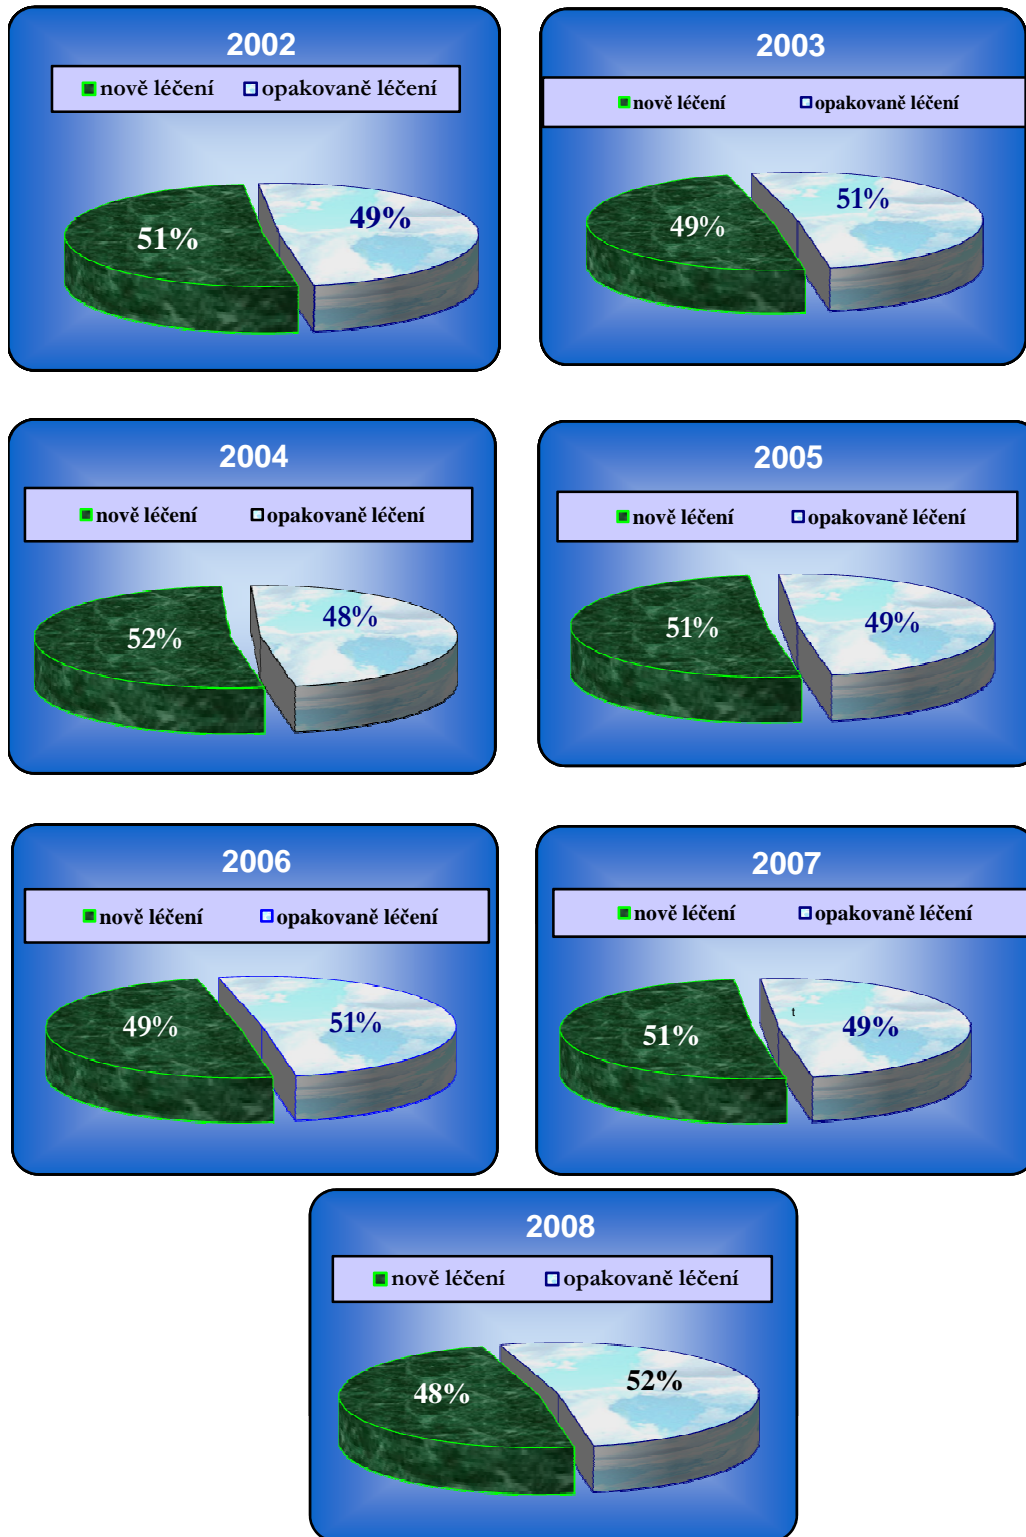 2002
nově léčení opakovaně léčení
51% 49%
2003
nově léčení opakovaně léčení
49% 51%
2004
nově léčení opakovaně léčení
52% 48%
2005
nově léčení opakovaně léčení
51% 49%
2006
nově léčení opakovaně léčení
49% 51%
2007
nově léčení opakovaně léčení
t
51% 49%
2008
nově léčení opakovaně léčení
48% 52%